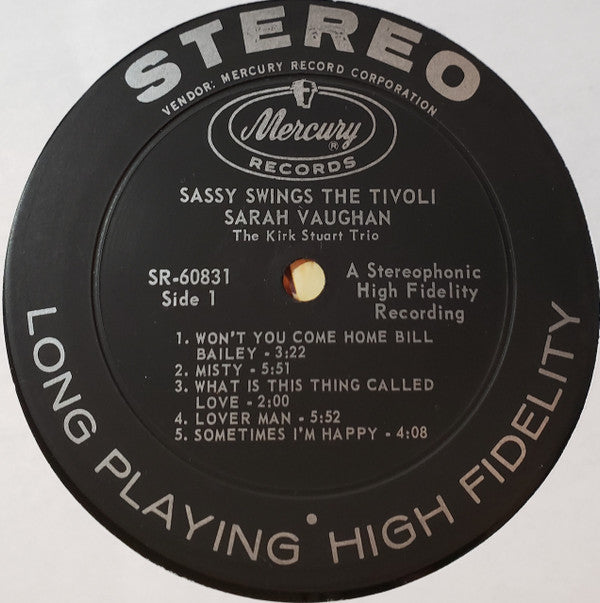 STEREO
VENDOR: MERCURY RECORD CORPORATION
Mercury ®
RECORDS
SASSY SWINGS THE TIVOLI
SARAH VAUGHAN
The Kirk Stuart Trio
SR-60831
Side 1
A Stereophonic
High Fidelity
Recording
1. WON'T YOU COME HOME BILL
BAILEY - 3:22
2. MISTY - 5:51
3. WHAT IS THIS THING CALLED
LOVE - 2:00
4. LOVER MAN - 5:52
5. SOMETIMES I'M HAPPY - 4:08
LONG PLAYING • HIGH FIDELITY